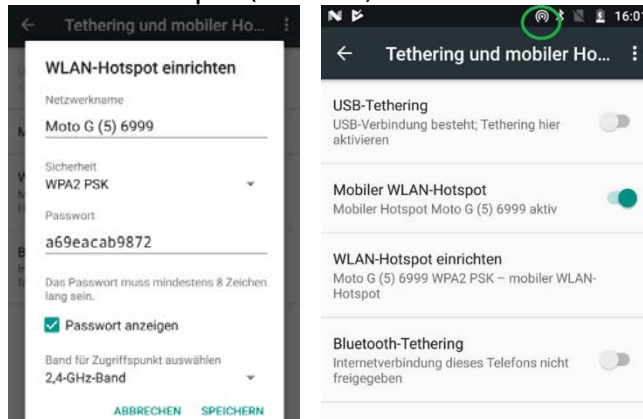 Tethering und mobiler Ho...
WLAN-Hotspot einrichten
Netzwerkname
Moto G (5) 6999
Sicherheit
WPA2 PSK
Passwort
a69eacab9872
Das Passwort muss mindestens 8 Zeichen
lang sein.
Passwort anzeigen
Band für Zugriffspunkt auswählen
2,4-GHz-Band
ABBRECHEN SPEICHERN
16:01
Tethering und mobiler Ho...
USB-Tethering
USB-Verbindung besteht; Tethering hier
aktivieren
Mobiler WLAN-Hotspot
Mobiler Hotspot Moto G (5) 6999 aktiv
WLAN-Hotspot einrichten
Moto G (5) 6999 WPA2 PSK – mobiler WLAN-
Hotspot
Bluetooth-Tethering
Internetverbindung dieses Telefons nicht
freigegeben